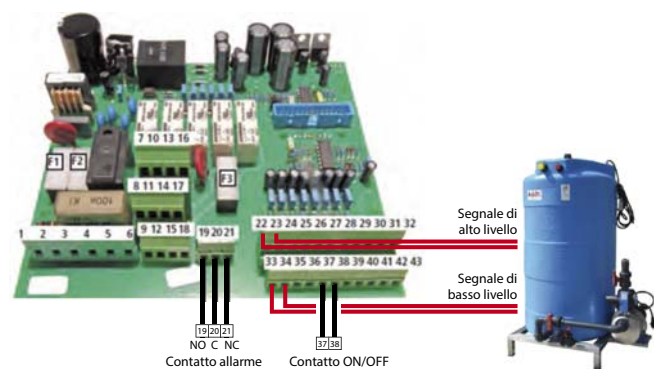 F1
F2
F3
7 10 13 16
8 11 14 17
9 12 15 18
1 2 3 4 5 6
19 20 21
22 23 24 25 26 27 28 29 30 31 32
33 34 35 36 37 38 39 40 41 42 43
Segnale di
alto livello
Segnale di
basso livello
19 20 21
NO C NC
Contatto allarme
37 38
Contatto ON/OFF